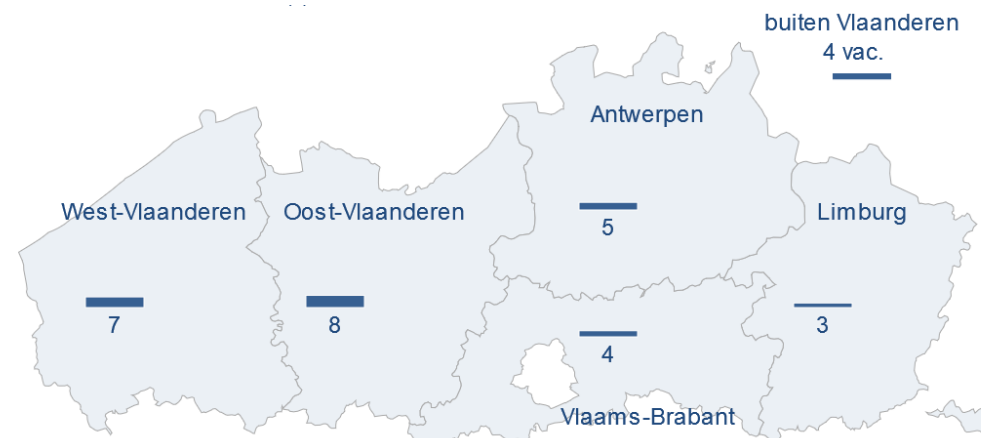 buiten Vlaanderen
4 vac.
Antwerpen
5
West-Vlaanderen
7
Oost-Vlaanderen
8
Limburg
3
4
Vlaams-Brabant